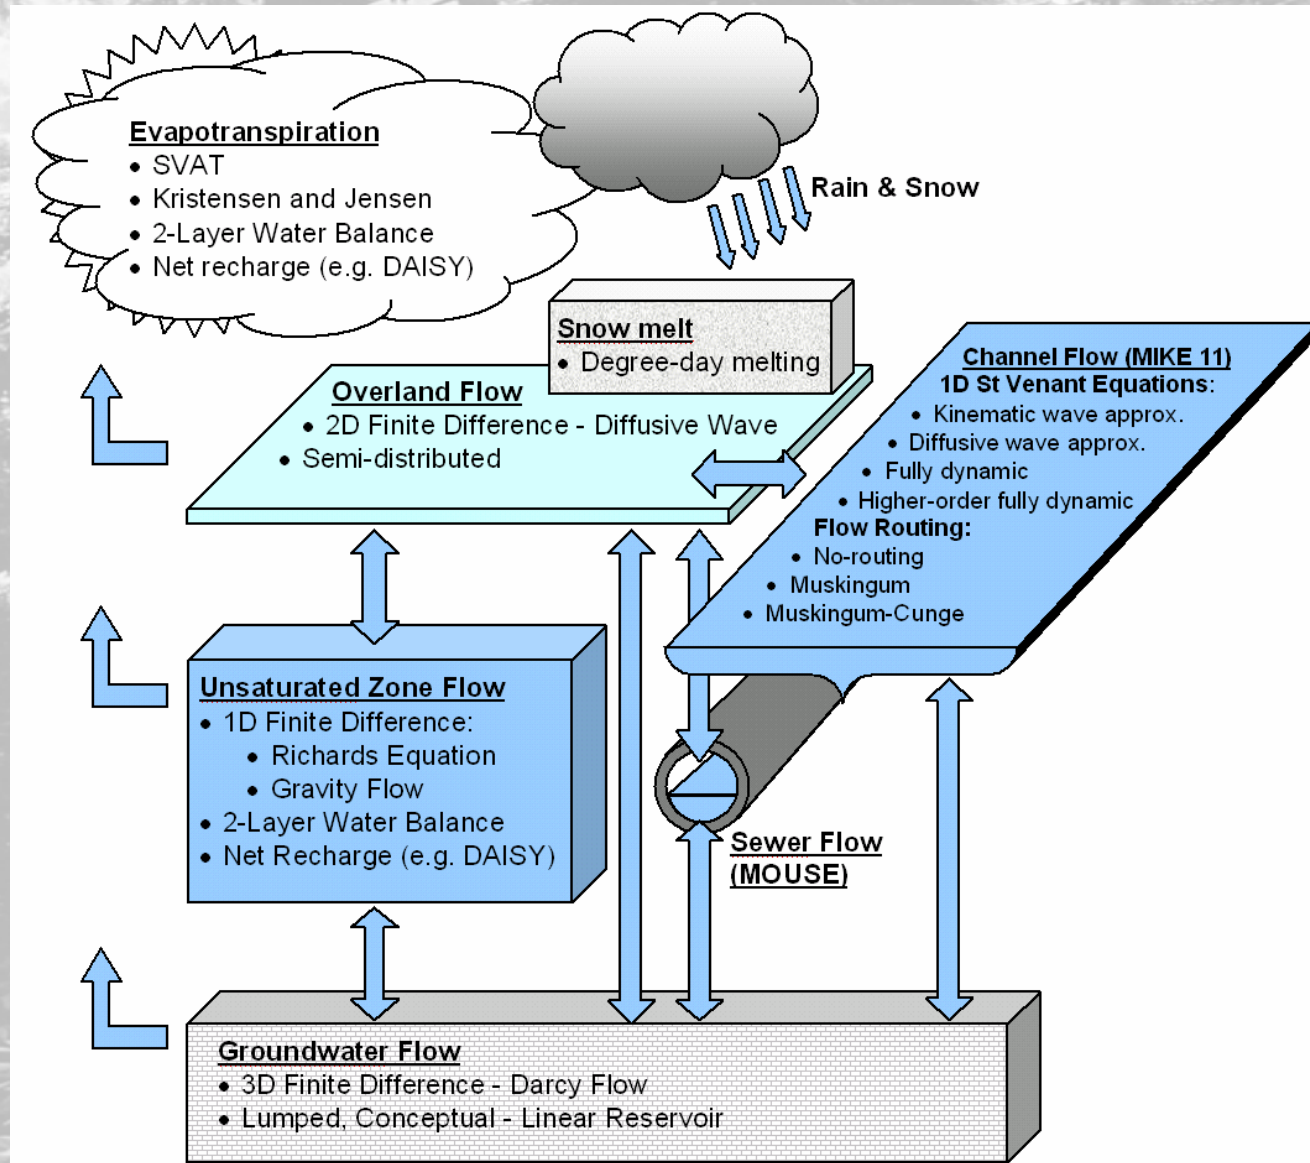 Evapotranspiration
• SVAT
• Kristensen and Jensen
• 2-Layer Water Balance
• Net recharge (e.g. DAISY)
Rain & Snow
Snow melt
• Degree-day melting
Overland Flow
• 2D Finite Difference - Diffusive Wave
• Semi-distributed
Channel Flow (MIKE 11)
1D St Venant Equations:
• Kinematic wave approx.
• Diffusive wave approx.
• Fully dynamic
• Higher-order fully dynamic
Flow Routing:
• No-routing
• Muskingum
• Muskingum-Cunge
Unsaturated Zone Flow
• 1D Finite Difference:
• Richards Equation
• Gravity Flow
• 2-Layer Water Balance
• Net Recharge (e.g. DAISY)
Sewer Flow
(MOUSE)
Groundwater Flow
• 3D Finite Difference - Darcy Flow
• Lumped, Conceptual - Linear Reservoir